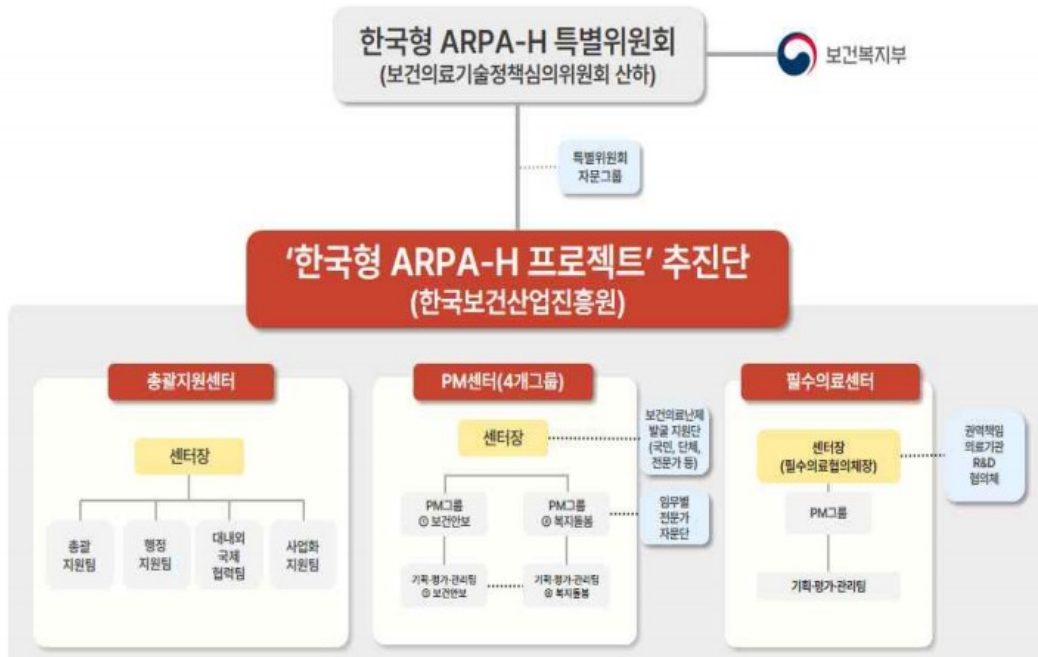 한국형 ARPA-H 특별위원회
(보건의료기술정책심의위원회 산하)
보건복지부
특별위원회
자문그룹
‘한국형 ARPA-H 프로젝트’ 추진단
(한국보건산업진흥원)
총괄지원센터
센터장
총괄
지원팀
행정
지원팀
대내외
국제
협력팀
사업화
지원팀
PM센터(4개그룹)
센터장
보건의료난제
발굴 지원단
(국민, 단체,
전문가 등)
PM그룹
① 보건안보
PM그룹
④ 복지돌봄
임무별
전문가
자문단
기획·평가·관리팀
① 보건안보
기획·평가·관리팀
④ 복지돌봄
필수의료센터
센터장
(필수의료협의체장)
권역책임
의료기관
R&D
협의체
PM그룹
기획·평가·관리팀